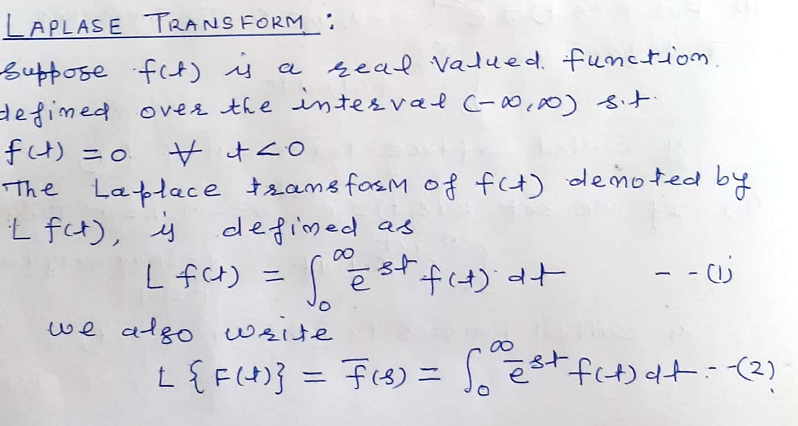 LAPLASE TRANSFORM :
Suppose f(t) is a real valued function.
defined over the interval (-∞,∞) s.t.
f(t) = 0 ∀ t<0
The Laplace transform of f(t) denoted by
L f(t), is defined as
L f(t) = ∫₀^∞ e^{-st} f(t) dt - - (1)
we also write
L { F(t)} = f̅(s) = ∫₀^∞ e^{-st} f(t) dt - -(2)